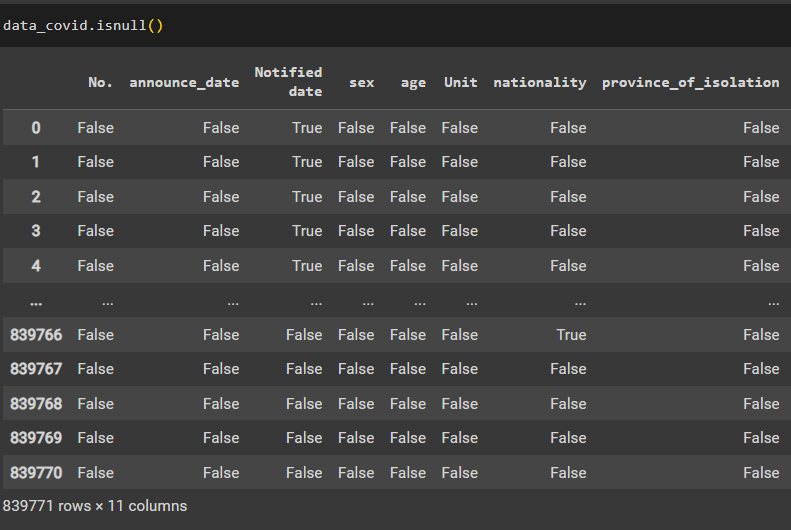 data_covid.isnull()
No. announce_date Notified date sex age Unit nationality province_of_isolation
0 False False True False False False False False
1 False False True False False False False False
2 False False True False False False False False
3 False False True False False False False False
4 False False True False False False False False
... ... ... ... ... ... ... ... ...
839766 False False False False False False True False
839767 False False False False False False False False
839768 False False False False False False False False
839769 False False False False False False False False
839770 False False False False False False False False
839771 rows × 11 columns